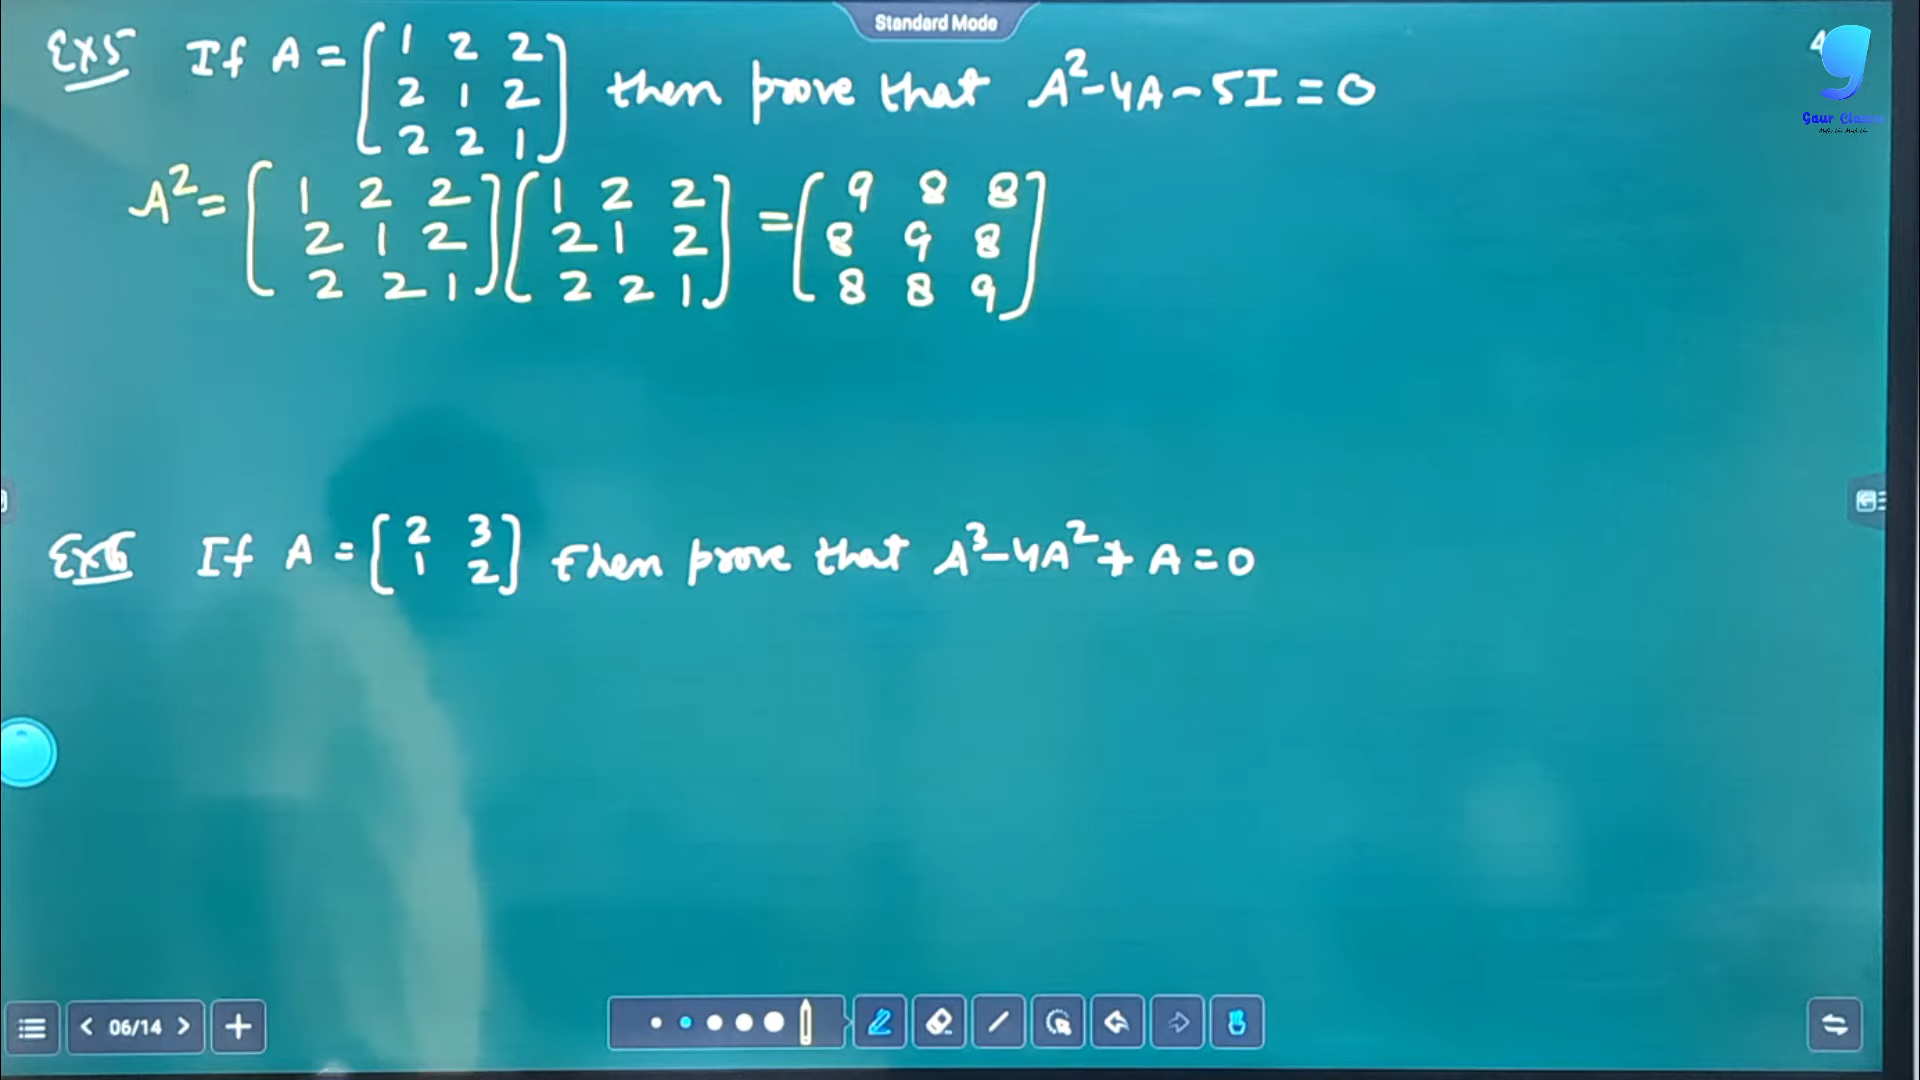 Standard Mode
Ex5 If A = [1 2 2
2 1 2
2 2 1] then prove that A² - 4A - 5I = 0
A² = [1 2 2
2 1 2
2 2 1] [1 2 2
2 1 2
2 2 1] = [9 8 8
8 9 8
8 8 9]
Ex6 If A = [2 3
1 2] then prove that A³ - 4A² + A = 0
Gaur Classes
06/14